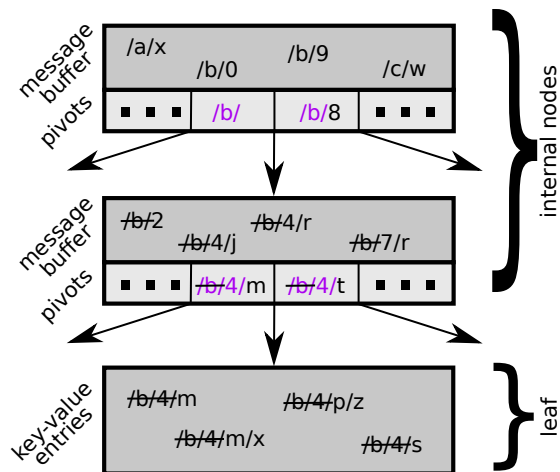 message buffer
/a/x
/b/0
/b/9
/c/w
pivots
/b/
/b/8
internal nodes
message buffer
/b/2
/b/4/j
/b/4/r
/b/7/r
pivots
/b/4/m
/b/4/t
key-value entries
/b/4/m
/b/4/m/x
/b/4/p/z
/b/4/s
leaf